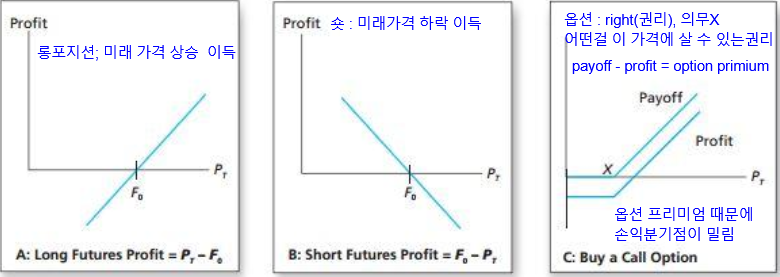 Profit
롱포지션; 미래 가격 상승 이득
P_T
F_0
A: Long Futures Profit = P_T – F_0
Profit
숏 : 미래가격 하락 이득
P_T
F_0
B: Short Futures Profit = F_0 – P_T
옵션 : right(권리), 의무X
어떤걸 이 가격에 살 수 있는권리
payoff - profit = option primium
Payoff
Profit
X
P_T
옵션 프리미엄 때문에
손익분기점이 밀림
C: Buy a Call Option